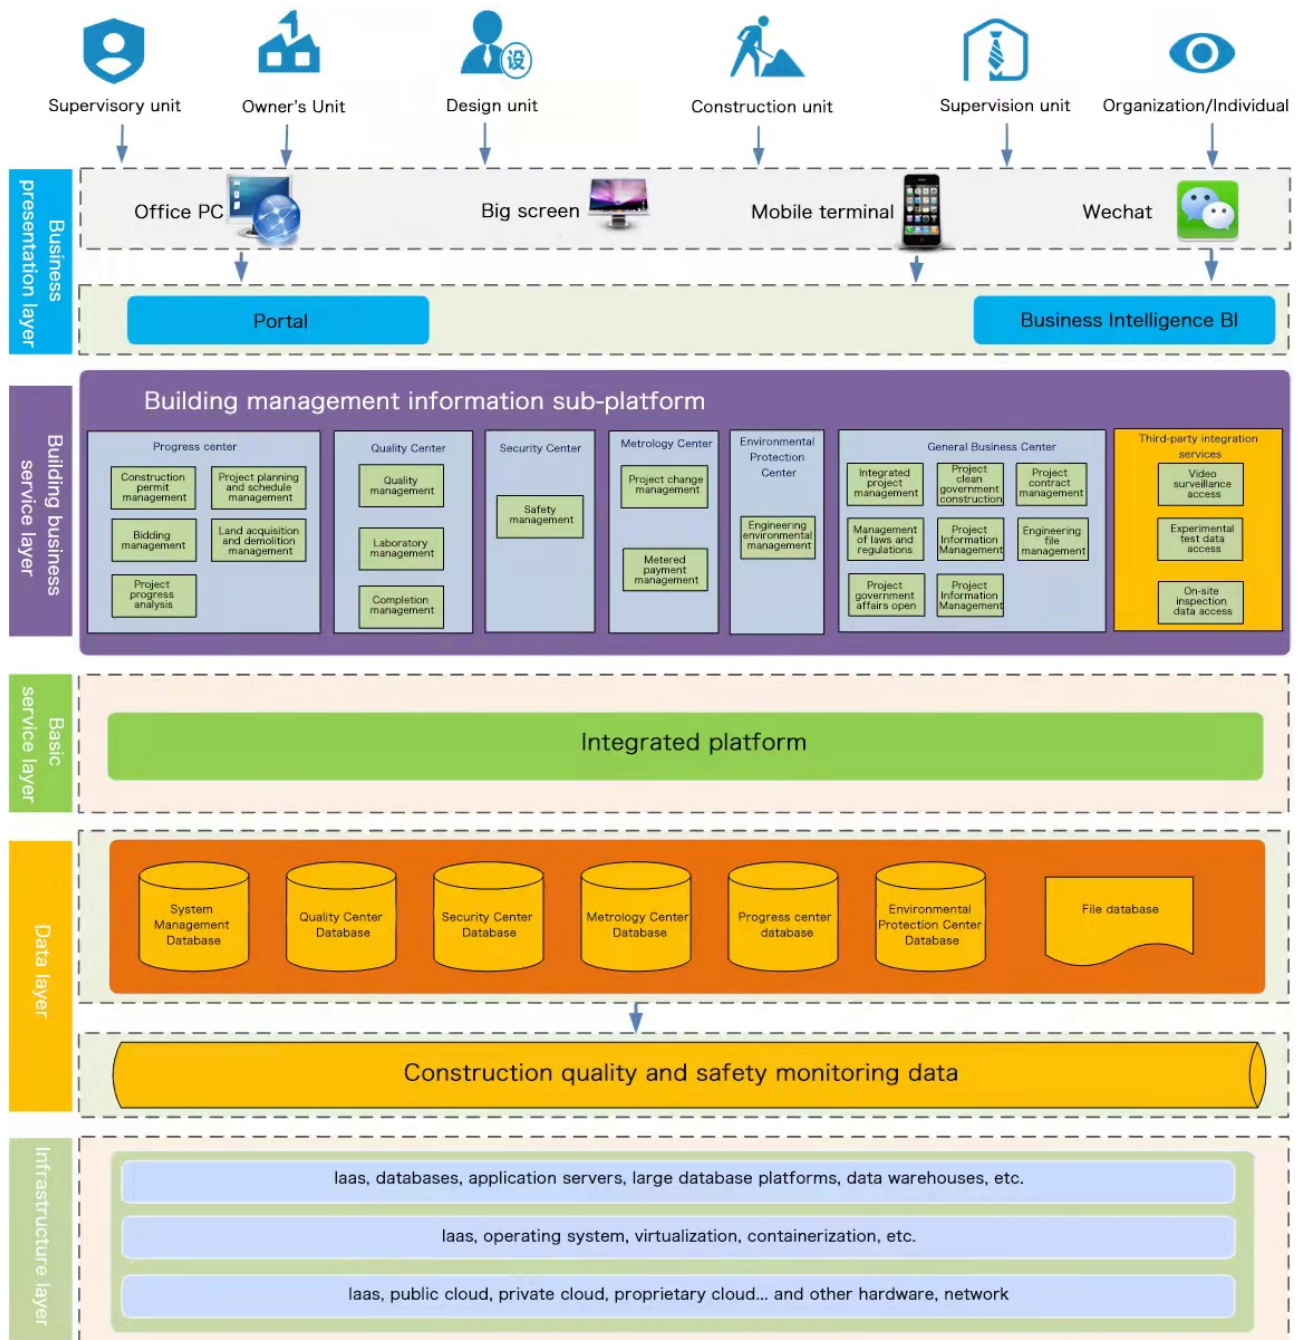 设
Supervisory unit
Owner's Unit
Design unit
Construction unit
Supervision unit
Organization/Individual
Business
presentation layer
Office PC
Big screen
Mobile terminal
Wechat
Portal
Business Intelligence BI
Building business
service layer
Building management information sub-platform
Progress center
Construction
permit
management
Project planning
and schedule
management
Bidding
management
Land acquisition
and demolition
management
Project
progress
analysis
Quality Center
Quality
management
Laboratory
management
Completion
management
Security Center
Safety
management
Metrology Center
Project change
management
Metered
payment
management
Environmental
Protection
Center
Engineering
environmental
management
General Business Center
Integrated
project
management
Project
clean
government
construction
Project
contract
management
Management
of laws and
regulations
Project
Information
Management
Engineering
file
management
Project
government
affairs open
Project
Information
Management
Third-party integration
services
Video
surveillance
access
Experimental
test data
access
On-site
inspection
data access
Basic
service layer
Integrated platform
Data layer
System
Management
Database
Quality Center
Database
Security Center
Database
Metrology Center
Database
Progress center
database
Environmental
Protection Center
Database
File database
Construction quality and safety monitoring data
Infrastructure layer
Iaas, databases, application servers, large database platforms, data warehouses, etc.
Iaas, operating system, virtualization, containerization, etc.
Iaas, public cloud, private cloud, proprietary cloud... and other hardware, network